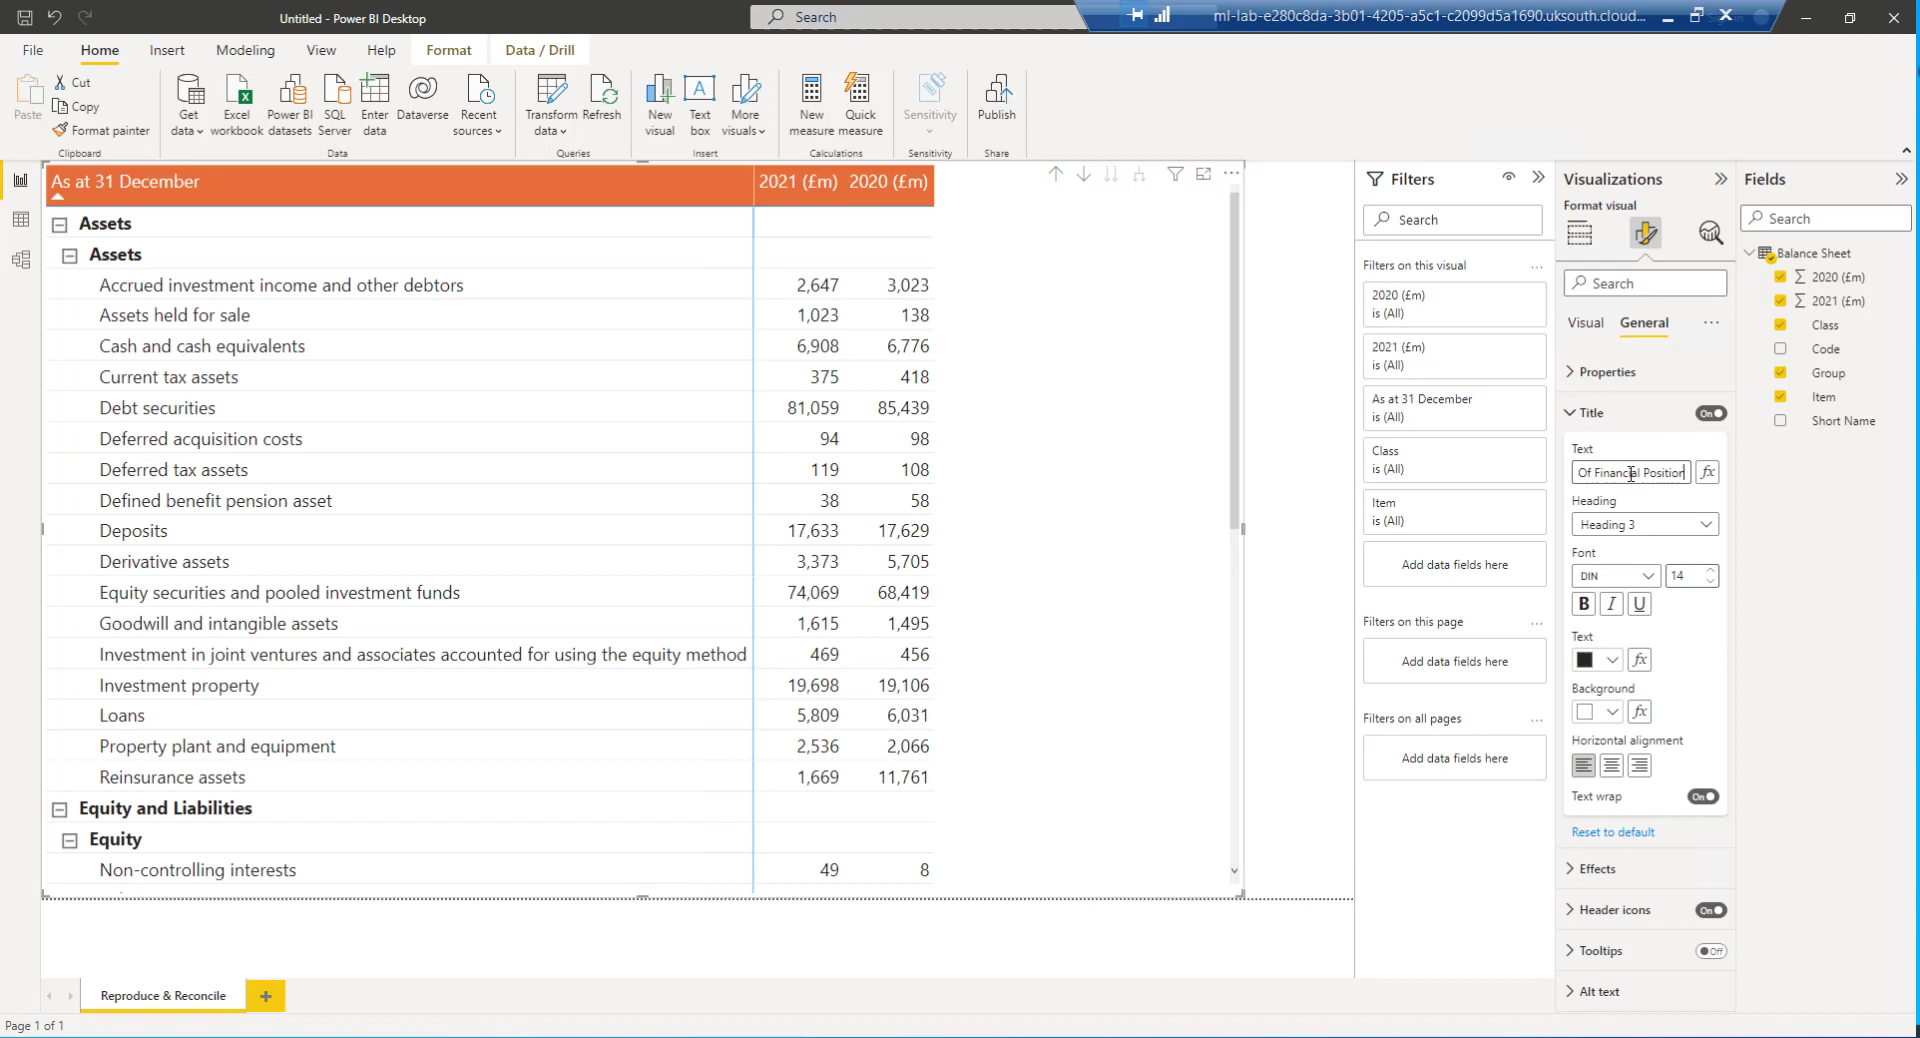 Untitled - Power BI Desktop
Search
ml-lab-e280c8da-3b01-4205-a5c1-c2099d5a1690.uksouth.cloud...
File
Home
Insert
Modeling
View
Help
Format
Data / Drill
Paste
Cut
Copy
Format painter
Clipboard
Get data
Excel workbook
Power BI datasets
SQL Server
Enter data
Dataverse
Recent sources
Data
Transform data
Refresh
Queries
New visual
Text box
More visuals
Insert
New measure
Quick measure
Calculations
Sensitivity
Sensitivity
Publish
Share
As at 31 December 2021 (£m) 2020 (£m)
Assets
Assets
Accrued investment income and other debtors 2,647 3,023
Assets held for sale 1,023 138
Cash and cash equivalents 6,908 6,776
Current tax assets 375 418
Debt securities 81,059 85,439
Deferred acquisition costs 94 98
Deferred tax assets 119 108
Defined benefit pension asset 38 58
Deposits 17,633 17,629
Derivative assets 3,373 5,705
Equity securities and pooled investment funds 74,069 68,419
Goodwill and intangible assets 1,615 1,495
Investment in joint ventures and associates accounted for using the equity method 469 456
Investment property 19,698 19,106
Loans 5,809 6,031
Property plant and equipment 2,536 2,066
Reinsurance assets 1,669 11,761
Equity and Liabilities
Equity
Non-controlling interests 49 8
Filters
Search
Filters on this visual
2020 (£m)
is (All)
2021 (£m)
is (All)
As at 31 December
is (All)
Class
is (All)
Item
is (All)
Add data fields here
Filters on this page
Add data fields here
Filters on all pages
Add data fields here
Visualizations
Format visual
Search
Visual
General
Properties
Title
On
Text
Of Financial Position
fx
Heading
Heading 3
Font
DIN
14
B
I
U
Text
fx
Background
fx
Horizontal alignment
Text wrap
On
Reset to default
Effects
Header icons
On
Tooltips
Off
Alt text
Fields
Search
Balance Sheet
∑ 2020 (£m)
∑ 2021 (£m)
Class
Code
Group
Item
Short Name
Reproduce & Reconcile
Page 1 of 1